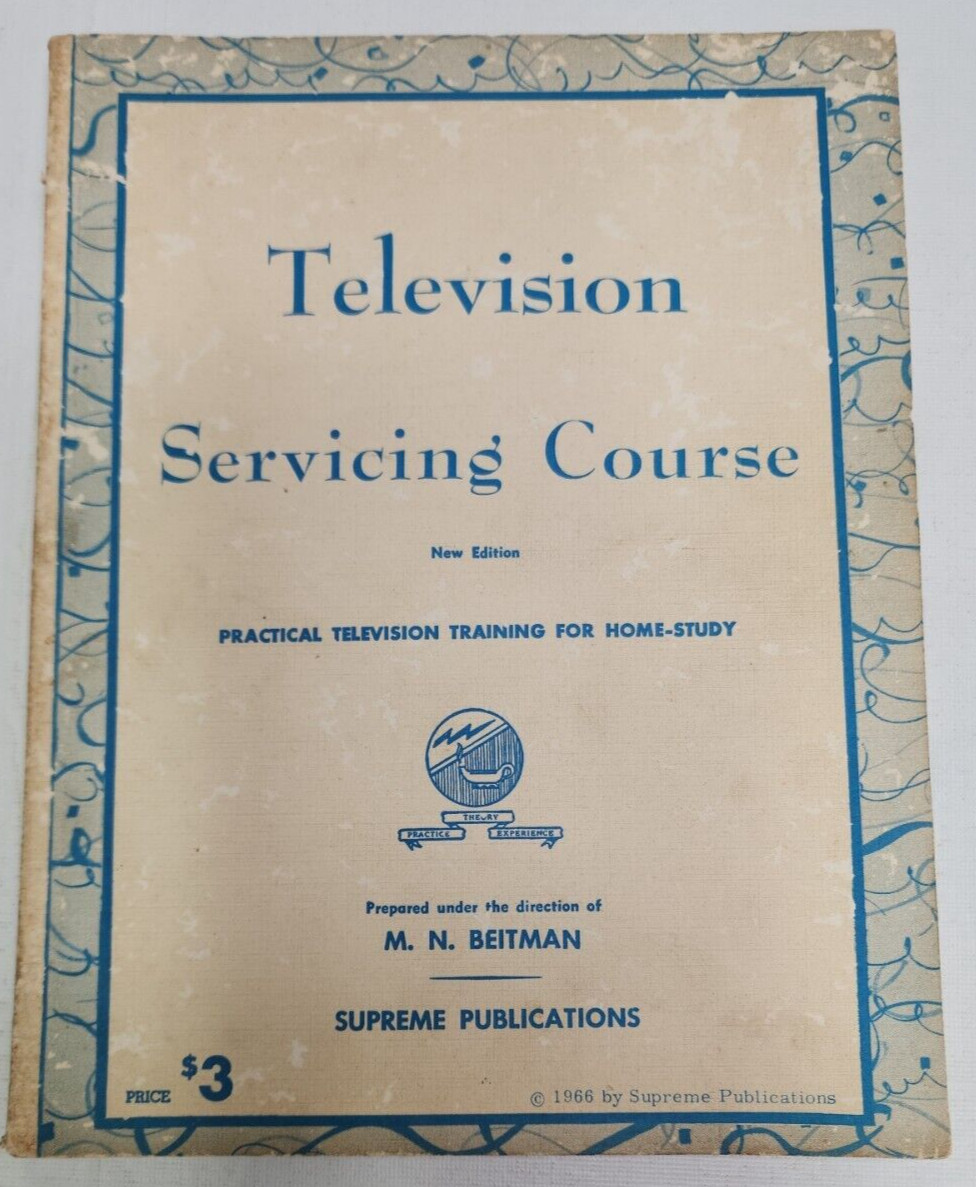 Television
Servicing Course
New Edition
PRACTICAL TELEVISION TRAINING FOR HOME-STUDY
THEORY
PRACTICE EXPERIENCE
Prepared under the direction of
M. N. BEITMAN
SUPREME PUBLICATIONS
PRICE $3
© 1966 by Supreme Publications